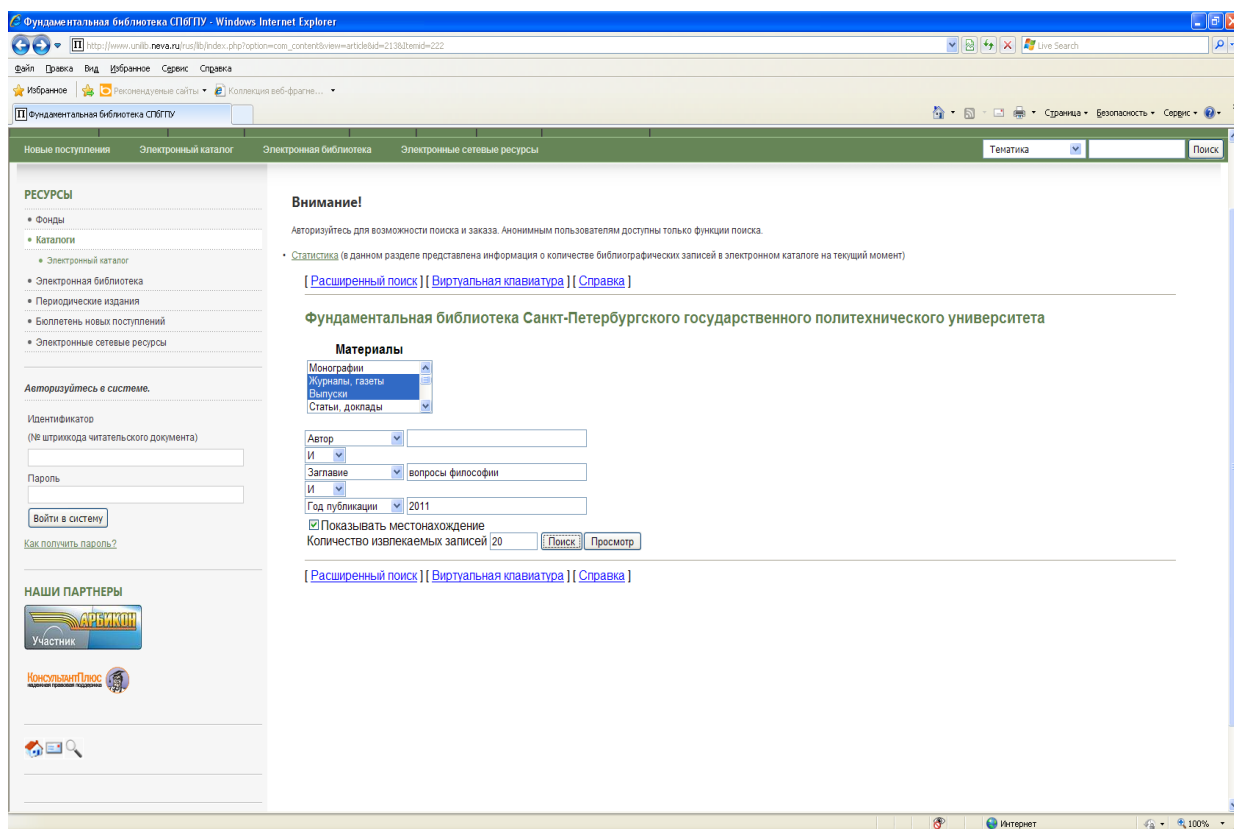 Фундаментальная библиотека СПбГПУ - Windows Internet Explorer
http://www.unilib.neva.ru/rus/lib/index.php?option=com_content&view=article&id=213&Itemid=222
Live Search
Файл Правка Вид Избранное Сервис Справка
Избранное Рекомендуемые сайты Коллекция веб-фрагме...
Фундаментальная библиотека СПбГПУ
Страница Безопасность Сервис
Новые поступления Электронный каталог Электронная библиотека Электронные сетевые ресурсы Тематика Поиск
РЕСУРСЫ
Фонды
Каталоги
Электронный каталог
Электронная библиотека
Периодические издания
Бюллетень новых поступлений
Электронные сетевые ресурсы
Авторизуйтесь в системе.
Идентификатор
(№ штрихкода читательского документа)
Пароль
Войти в систему
Как получить пароль?
НАШИ ПАРТНЕРЫ
АРБИКОН
Участник
КонсультантПлюс
надежная правовая поддержка
Внимание!
Авторизуйтесь для возможности поиска и заказа. Анонимным пользователям доступны только функции поиска.
Статистика (в данном разделе представлена информация о количестве библиографических записей в электронном каталоге на текущий момент)
[ Расширенный поиск ] [ Виртуальная клавиатура ] [ Справка ]
Фундаментальная библиотека Санкт-Петербургского государственного политехнического университета
Материалы
Монографии
Журналы, газеты
Выпуски
Статьи, доклады
Автор
И
Заглавие вопросы философии
И
Год публикации 2011
Показывать местонахождение
Количество извлекаемых записей 20 Поиск Просмотр
[ Расширенный поиск ] [ Виртуальная клавиатура ] [ Справка ]
Интернет 100%